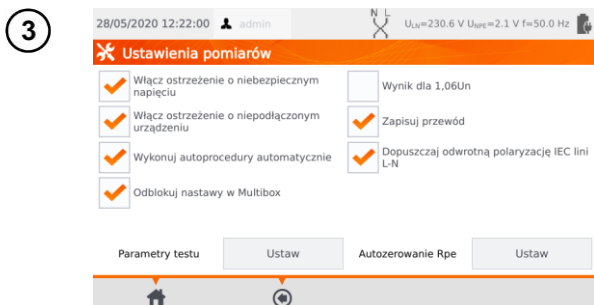 3
28/05/2020 12:22:00 admin N L U_LN=230.6 V U_NPE=2.1 V f=50.0 Hz
Ustawienia pomiarów
Włącz ostrzeżenie o niebezpiecznym
napięciu
Wynik dla 1,06Un
Włącz ostrzeżenie o niepodłączonym
urządzeniu
Zapisuj przewód
Wykonuj autoprocedury automatycznie
Dopuszczaj odwrotną polaryzację IEC lini
L-N
Odblokuj nastawy w Multibox
Parametry testu Ustaw Autozerowanie Rpe Ustaw